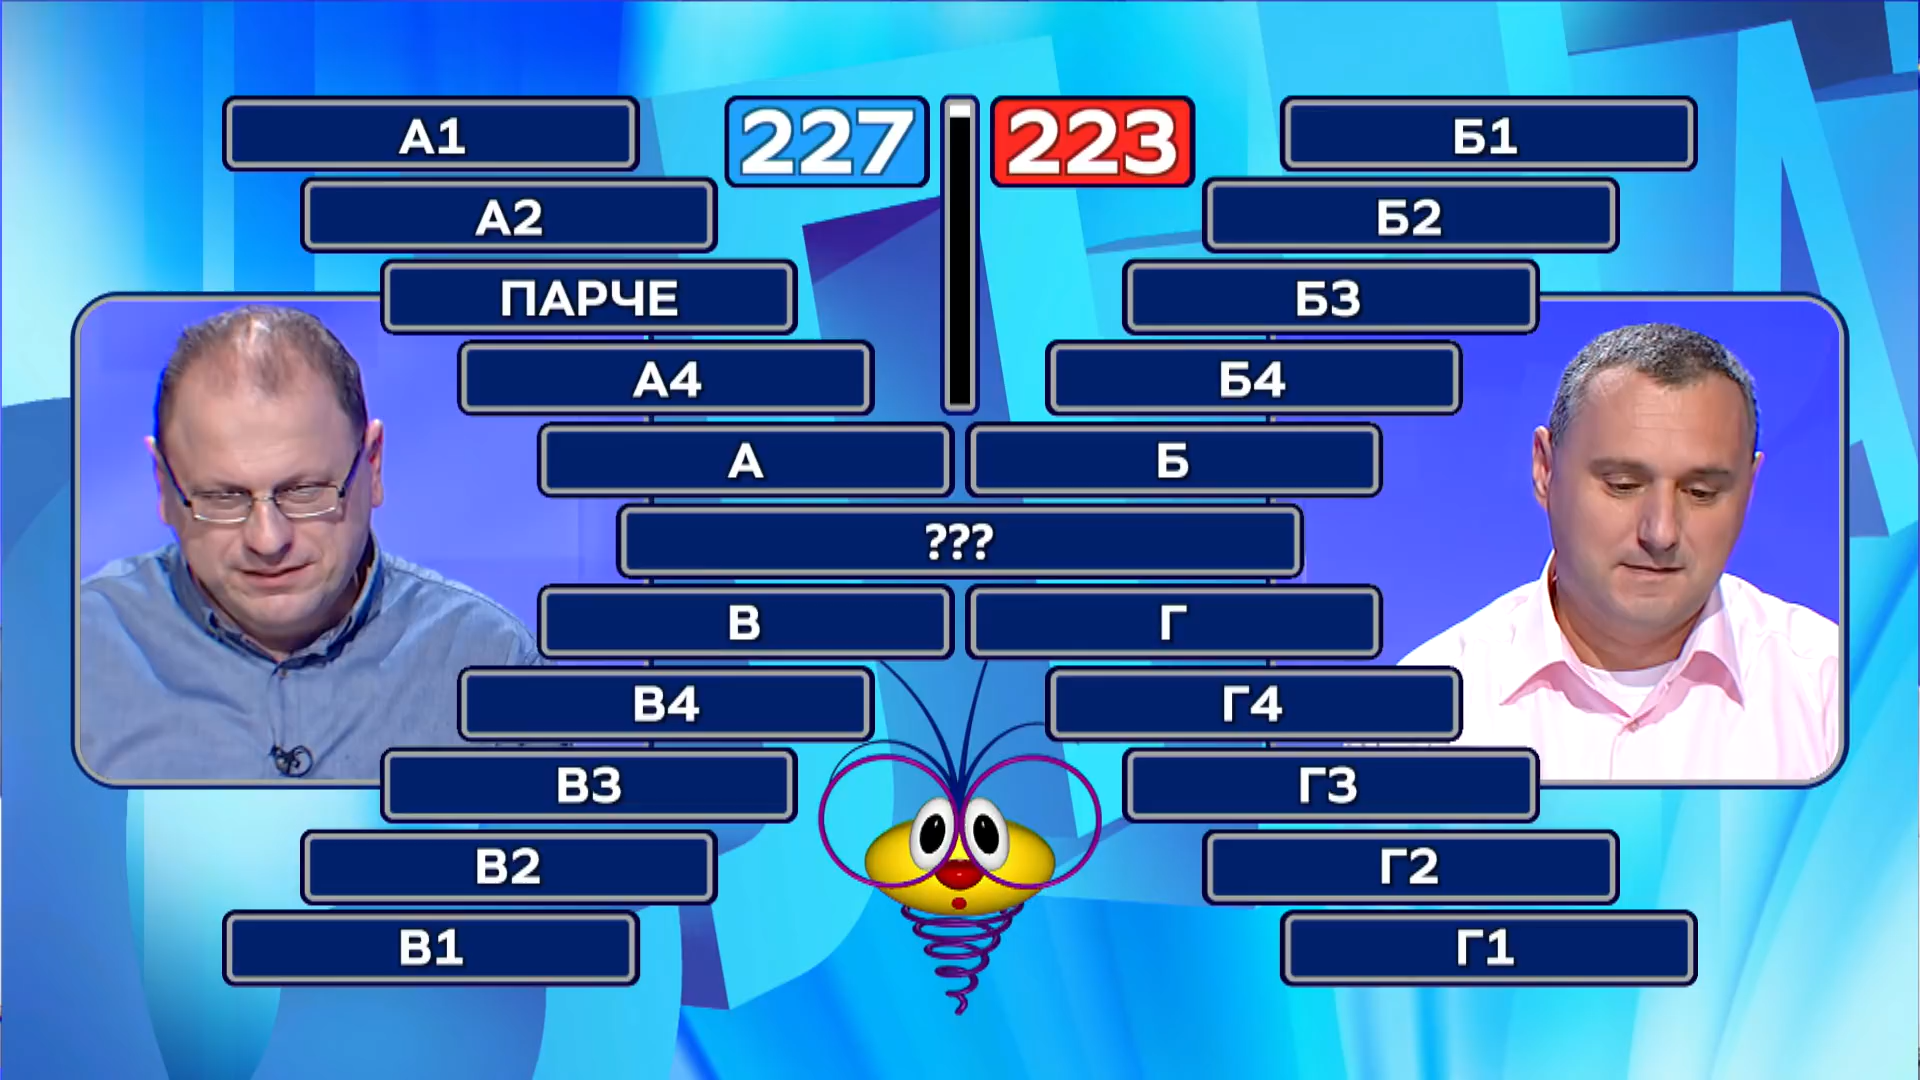 А1 227 223 Б1
А2 Б2
ПАРЧЕ Б3
А4 Б4
А Б
???
В Г
В4 Г4
В3 Г3
В2 Г2
В1 Г1